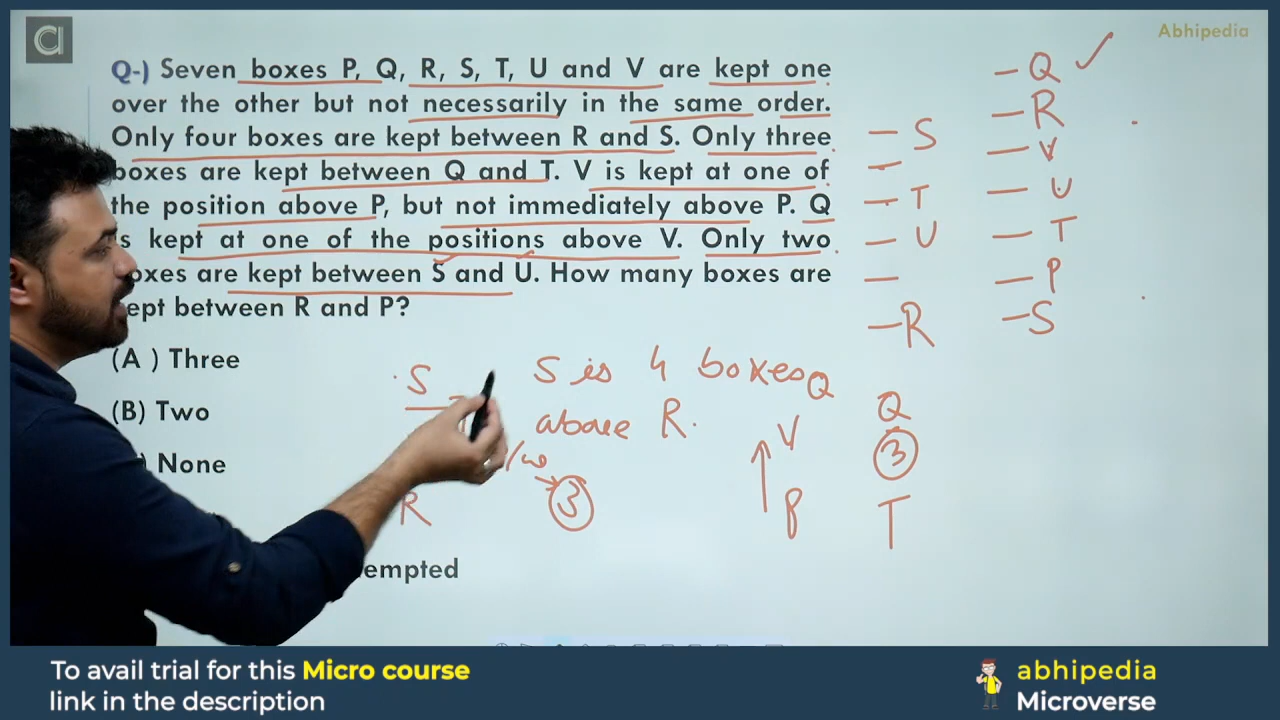 Abhipedia
Q-) Seven boxes P, Q, R, S, T, U and V are kept one
over the other but not necessarily in the same order.
Only four boxes are kept between R and S. Only three
boxes are kept between Q and T. V is kept at one of
the position above P, but not immediately above P. Q
s kept at one of the positions above V. Only two
oxes are kept between S and U. How many boxes are
ept between R and P?
(A ) Three
(B) Two
) None
empted
– S
–
– T
– U
–
– R
– Q ✓
– R
– V
– U
– T
– P
– S
S
R
S is 4 boxes
above R.
/w
3
Q
V
P
Q
3
T
To avail trial for this Micro course
link in the description
abhipedia
Microverse